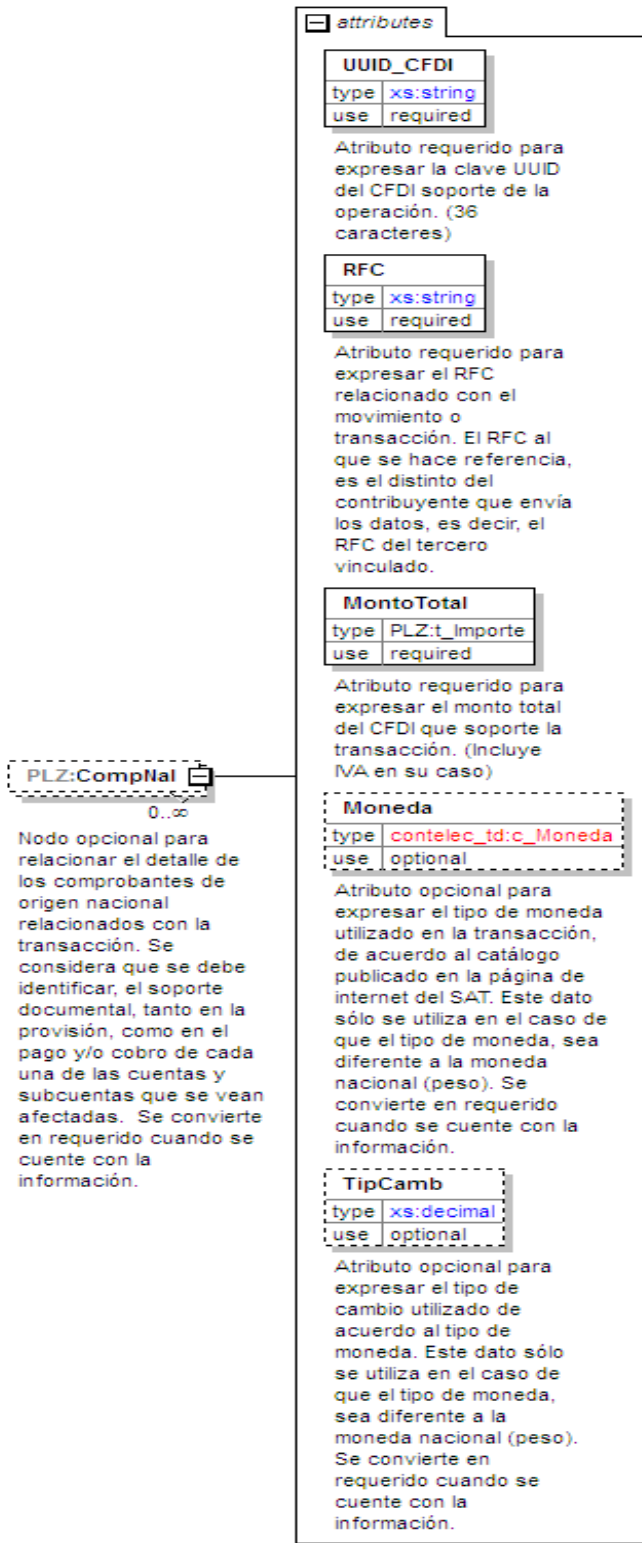 attributes
UUID_CFDI
type xs:string
use required
Atributo requerido para
expresar la clave UUID
del CFDI soporte de la
operación. (36
caracteres)
RFC
type xs:string
use required
Atributo requerido para
expresar el RFC
relacionado con el
movimiento o
transacción. El RFC al
que se hace referencia,
es el distinto del
contribuyente que envía
los datos, es decir, el
RFC del tercero
vinculado.
MontoTotal
type PLZ:t_Importe
use required
Atributo requerido para
expresar el monto total
del CFDI que soporte la
transacción. (Incluye
IVA en su caso)
PLZ:CompNal
0..∞
Nodo opcional para
relacionar el detalle de
los comprobantes de
origen nacional
relacionados con la
transacción. Se
considera que se debe
identificar, el soporte
documental, tanto en la
provisión, como en el
pago y/o cobro de cada
una de las cuentas y
subcuentas que se vean
afectadas. Se convierte
en requerido cuando se
cuente con la
información.
Moneda
type contelec_td:c_Moneda
use optional
Atributo opcional para
expresar el tipo de moneda
utilizado en la transacción,
de acuerdo al catálogo
publicado en la página de
internet del SAT. Este dato
sólo se utiliza en el caso de
que el tipo de moneda, sea
diferente a la moneda
nacional (peso). Se
convierte en requerido
cuando se cuente con la
información.
TipCamb
type xs:decimal
use optional
Atributo opcional para
expresar el tipo de
cambio utilizado de
acuerdo al tipo de
moneda. Este dato sólo
se utiliza en el caso de
que el tipo de moneda,
sea diferente a la
moneda nacional (peso).
Se convierte en
requerido cuando se
cuente con la
información.